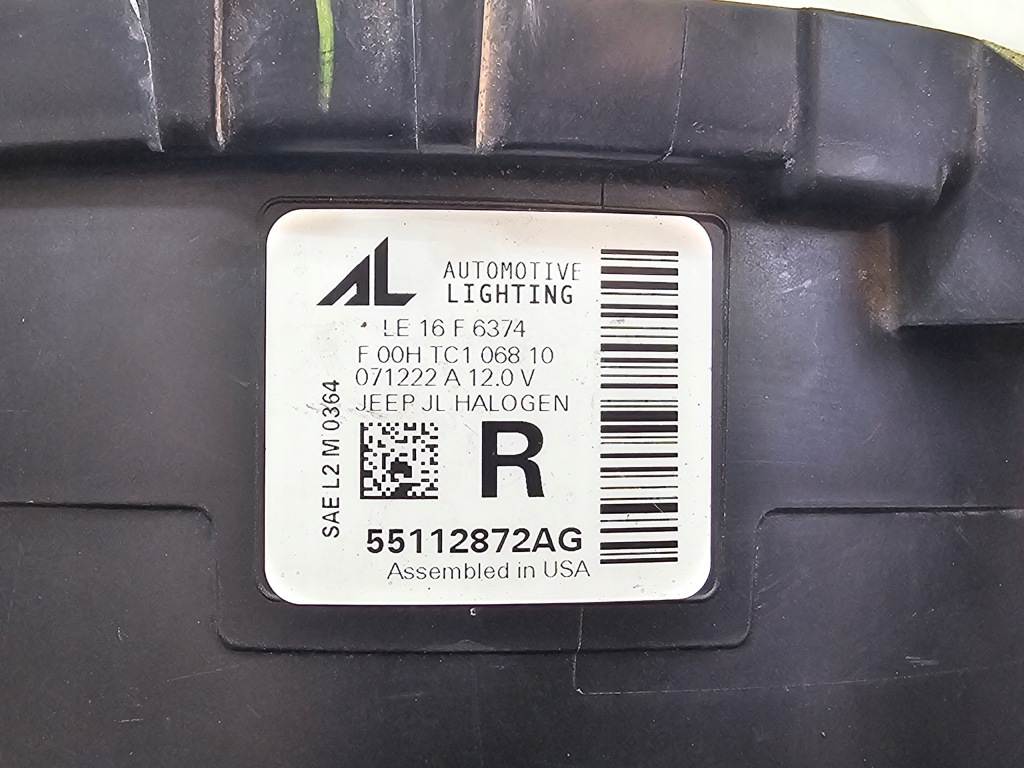 AL AUTOMOTIVE
LIGHTING
LE 16 F 6374
F 00H TC1 068 10
071222 A 12.0 V
JEEP JL HALOGEN
SAE L2 M 0364
R
55112872AG
Assembled in USA